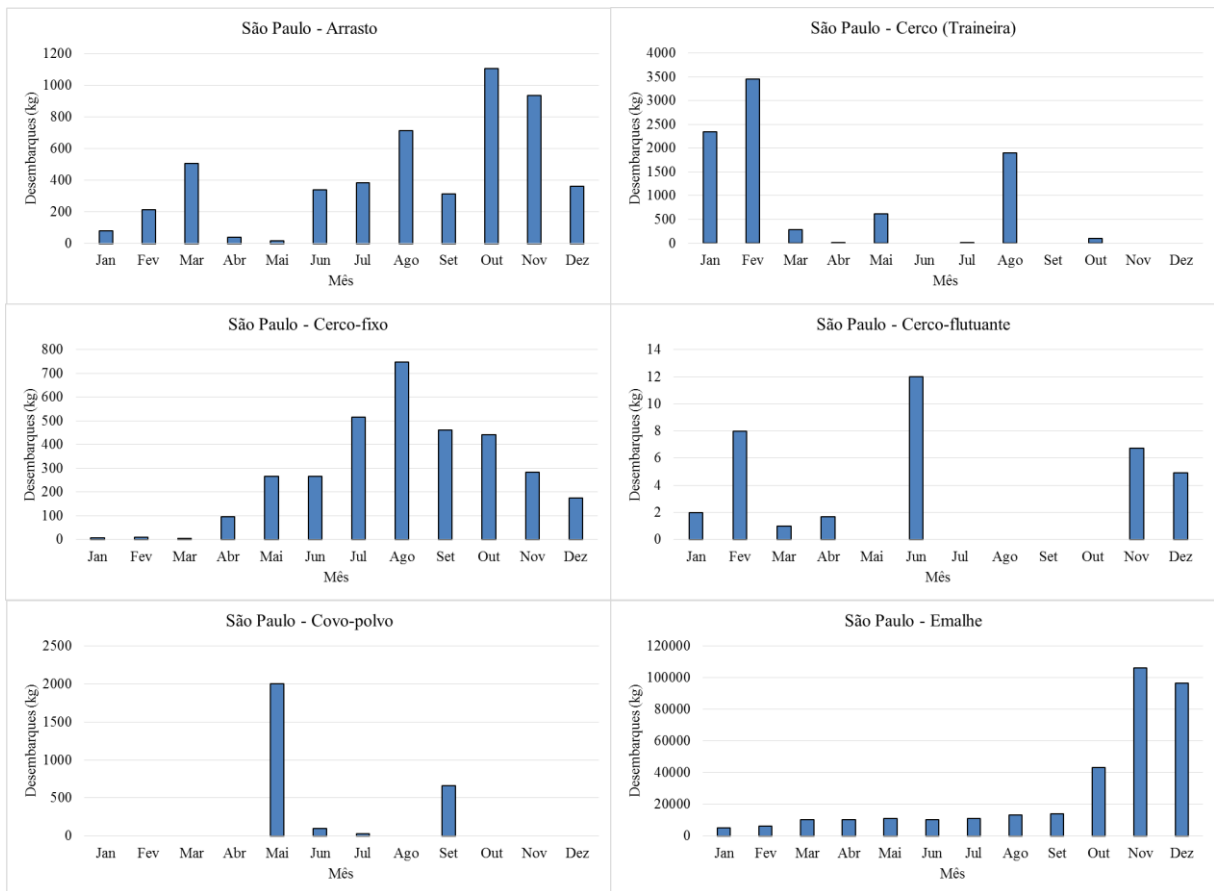 São Paulo - Arrasto
1200
1000
800
600
400
200
0
Desembarques (kg)
Jan Fev Mar Abr Mai Jun Jul Ago Set Out Nov Dez
Mês
São Paulo - Cerco (Traineira)
4000
3500
3000
2500
2000
1500
1000
500
0
Desembarques (kg)
Jan Fev Mar Abr Mai Jun Jul Ago Set Out Nov Dez
Mês
São Paulo - Cerco-fixo
800
700
600
500
400
300
200
100
0
Desembarques (kg)
Jan Fev Mar Abr Mai Jun Jul Ago Set Out Nov Dez
Mês
São Paulo - Cerco-flutuante
14
12
10
8
6
4
2
0
Desembarques (kg)
Jan Fev Mar Abr Mai Jun Jul Ago Set Out Nov Dez
Mês
São Paulo - Covo-polvo
2500
2000
1500
1000
500
0
Desembarques (kg)
Jan Fev Mar Abr Mai Jun Jul Ago Set Out Nov Dez
Mês
São Paulo - Emalhe
120000
100000
80000
60000
40000
20000
0
Desembarques (kg)
Jan Fev Mar Abr Mai Jun Jul Ago Set Out Nov Dez
Mês